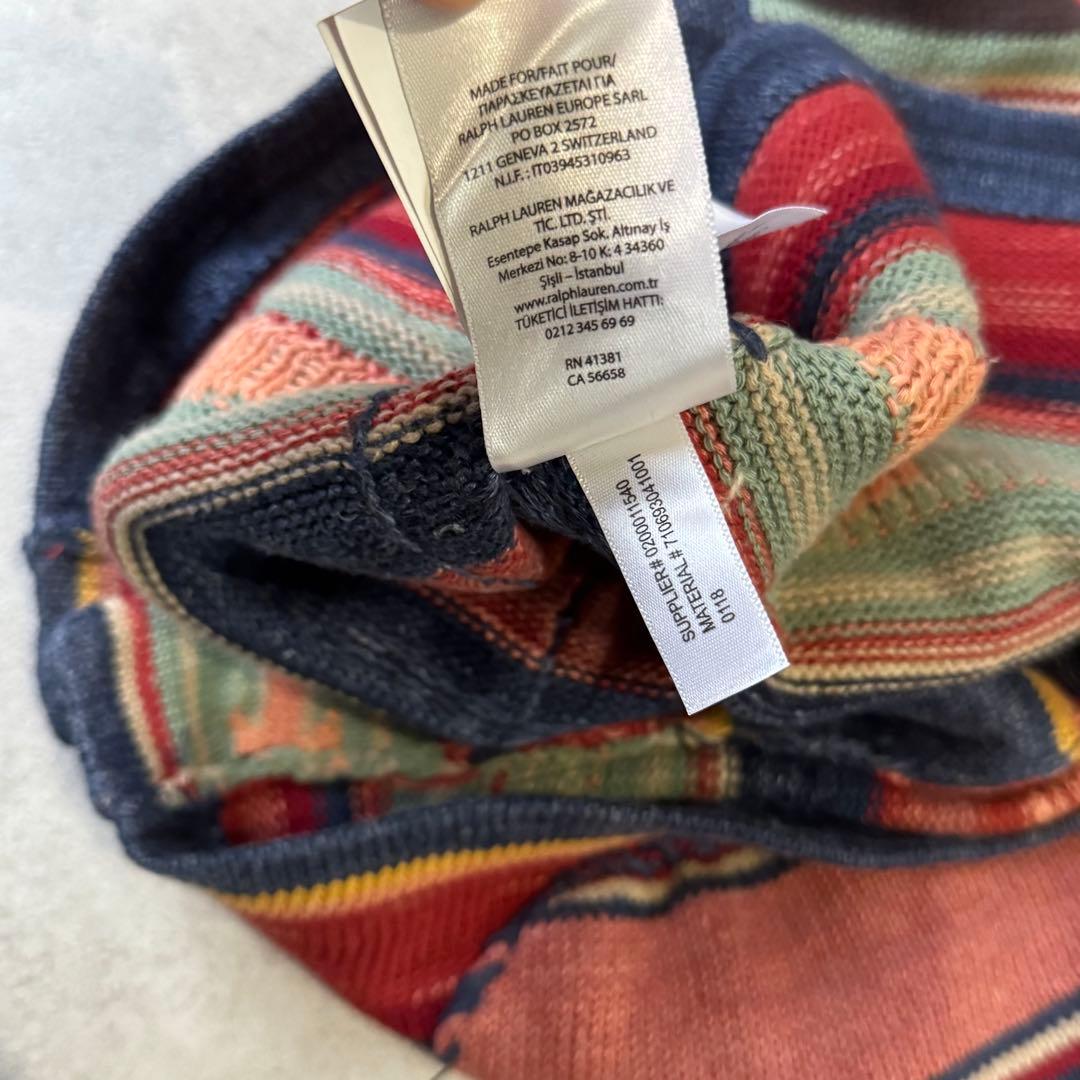 MADE FOR/FAIT POUR/
ΠΑΡΑΣΚΕΥΑΖΕΤΑΙ ΓΙΑ
RALPH LAUREN EUROPE SARL
PO BOX 2572
1211 GENEVA 2 SWITZERLAND
N.I.F.: IT03945310963
RALPH LAUREN MAĞAZACILIK VE
TİC. LTD. ŞTİ.
Esentepe Kasap Sok. Altınay İş
Merkezi No: 8-10 K: 4 34360
Şişli – İstanbul
www.ralphlauren.com.tr
TÜKETİCİ İLETİŞİM HATTI:
0212 345 69 69
RN 41381
CA 56658
SUPPLIER# 020011540
MATERIAL# 710693041001
0118